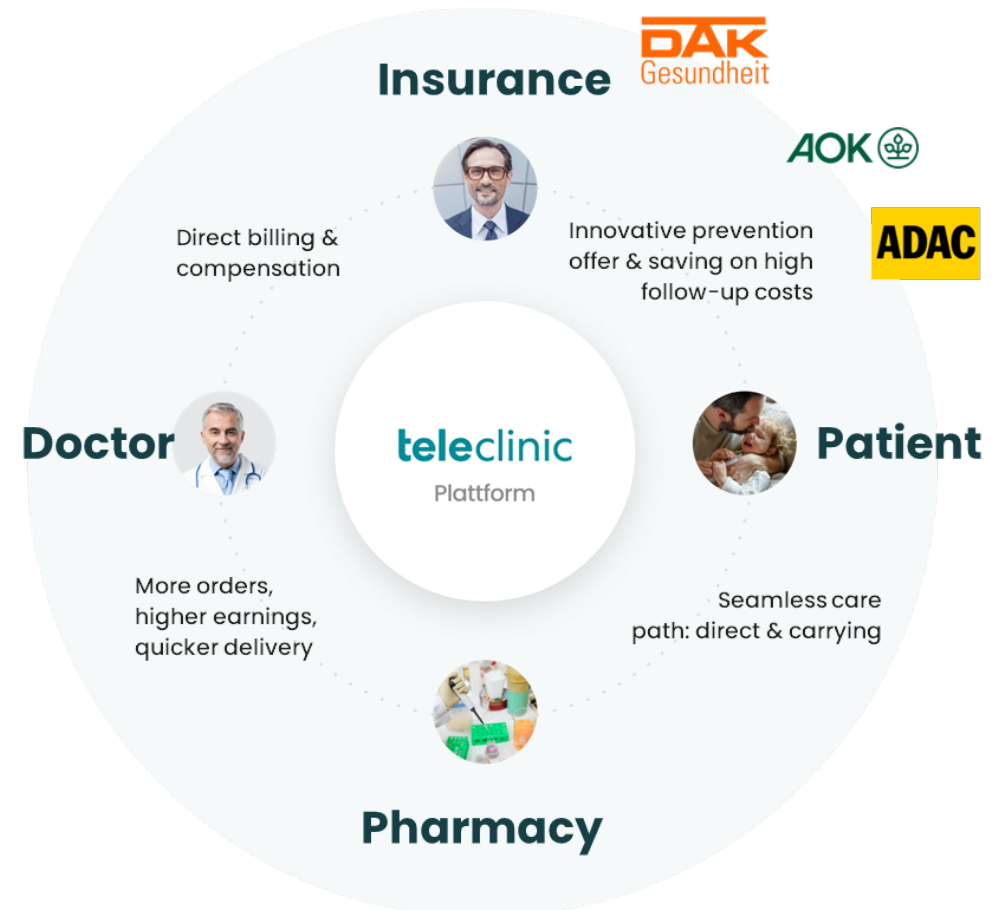 Insurance
DAK
Gesundheit
AOK
ADAC
Direct billing &
compensation
Innovative prevention
offer & saving on high
follow-up costs
Doctor
teleclinic
Plattform
Patient
More orders,
higher earnings,
quicker delivery
Seamless care
path: direct & carrying
Pharmacy